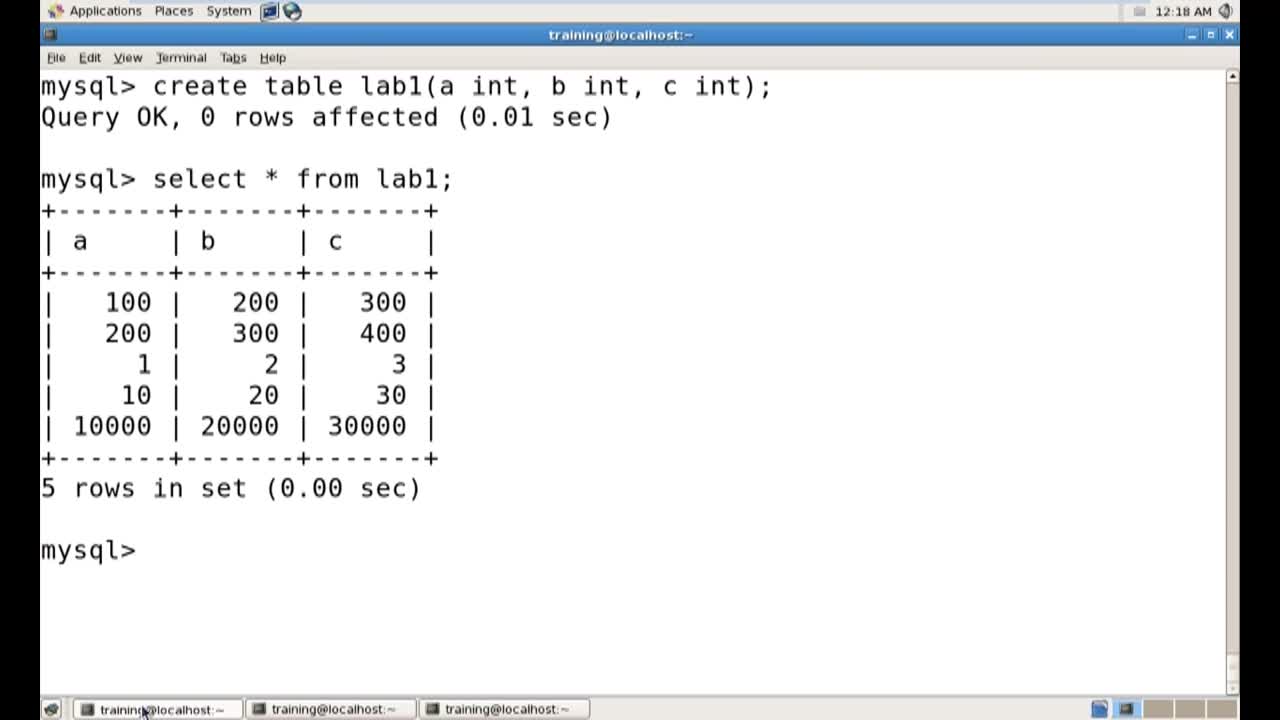 Applications Places System 12:18 AM
training@localhost:~
File Edit View Terminal Tabs Help
mysql> create table lab1(a int, b int, c int);
Query OK, 0 rows affected (0.01 sec)
mysql> select * from lab1;
+-------+-------+-------+
| a     | b     | c     |
+-------+-------+-------+
|   100 |   200 |   300 |
|   200 |   300 |   400 |
|     1 |     2 |     3 |
|    10 |    20 |    30 |
| 10000 | 20000 | 30000 |
+-------+-------+-------+
5 rows in set (0.00 sec)
mysql>
training@localhost:~ training@localhost:~ training@localhost:~